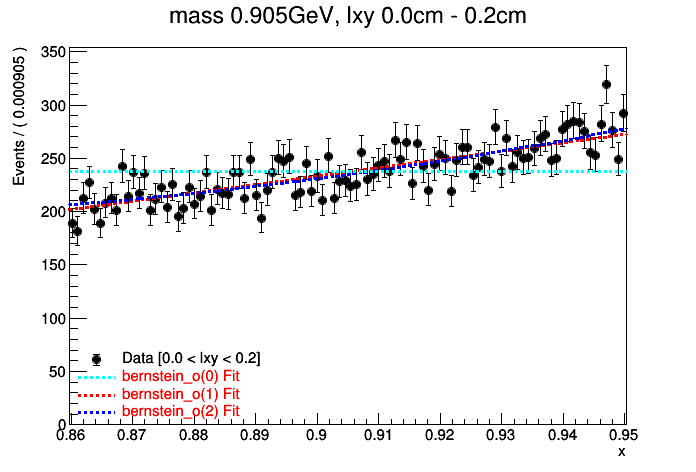 mass 0.905GeV, lxy 0.0cm - 0.2cm
Events / ( 0.000905 )
350
300
250
200
150
100
50
0
Data [0.0 < lxy < 0.2]
bernstein_o(0) Fit
bernstein_o(1) Fit
bernstein_o(2) Fit
0.86 0.87 0.88 0.89 0.9 0.91 0.92 0.93 0.94 0.95
x